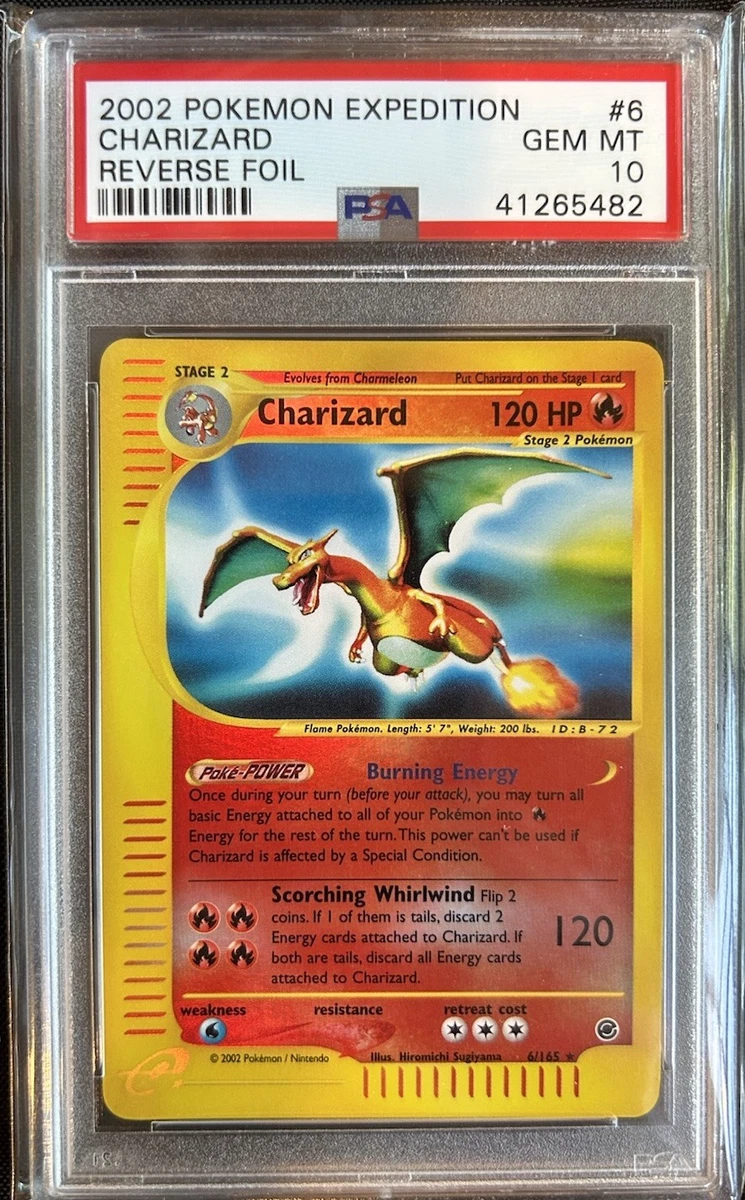 2002 POKEMON EXPEDITION #6
CHARIZARD GEM MT
REVERSE FOIL 10
PSA 41265482
STAGE 2 Evolves from Charmeleon Put Charizard on the Stage 1 card
Charizard 120 HP
Stage 2 Pokémon
Flame Pokémon. Length: 5' 7", Weight: 200 lbs. ID:B-72
Poké-POWER Burning Energy
Once during your turn (before your attack), you may turn all
basic Energy attached to all of your Pokémon into
Energy for the rest of the turn. This power can't be used if
Charizard is affected by a Special Condition.
Scorching Whirlwind Flip 2
coins. If 1 of them is tails, discard 2
Energy cards attached to Charizard. If
both are tails, discard all Energy cards
attached to Charizard.
120
weakness resistance retreat cost
© 2002 Pokémon / Nintendo Illus. Hiromichi Sugiyama 6/165 ★
e
PSA